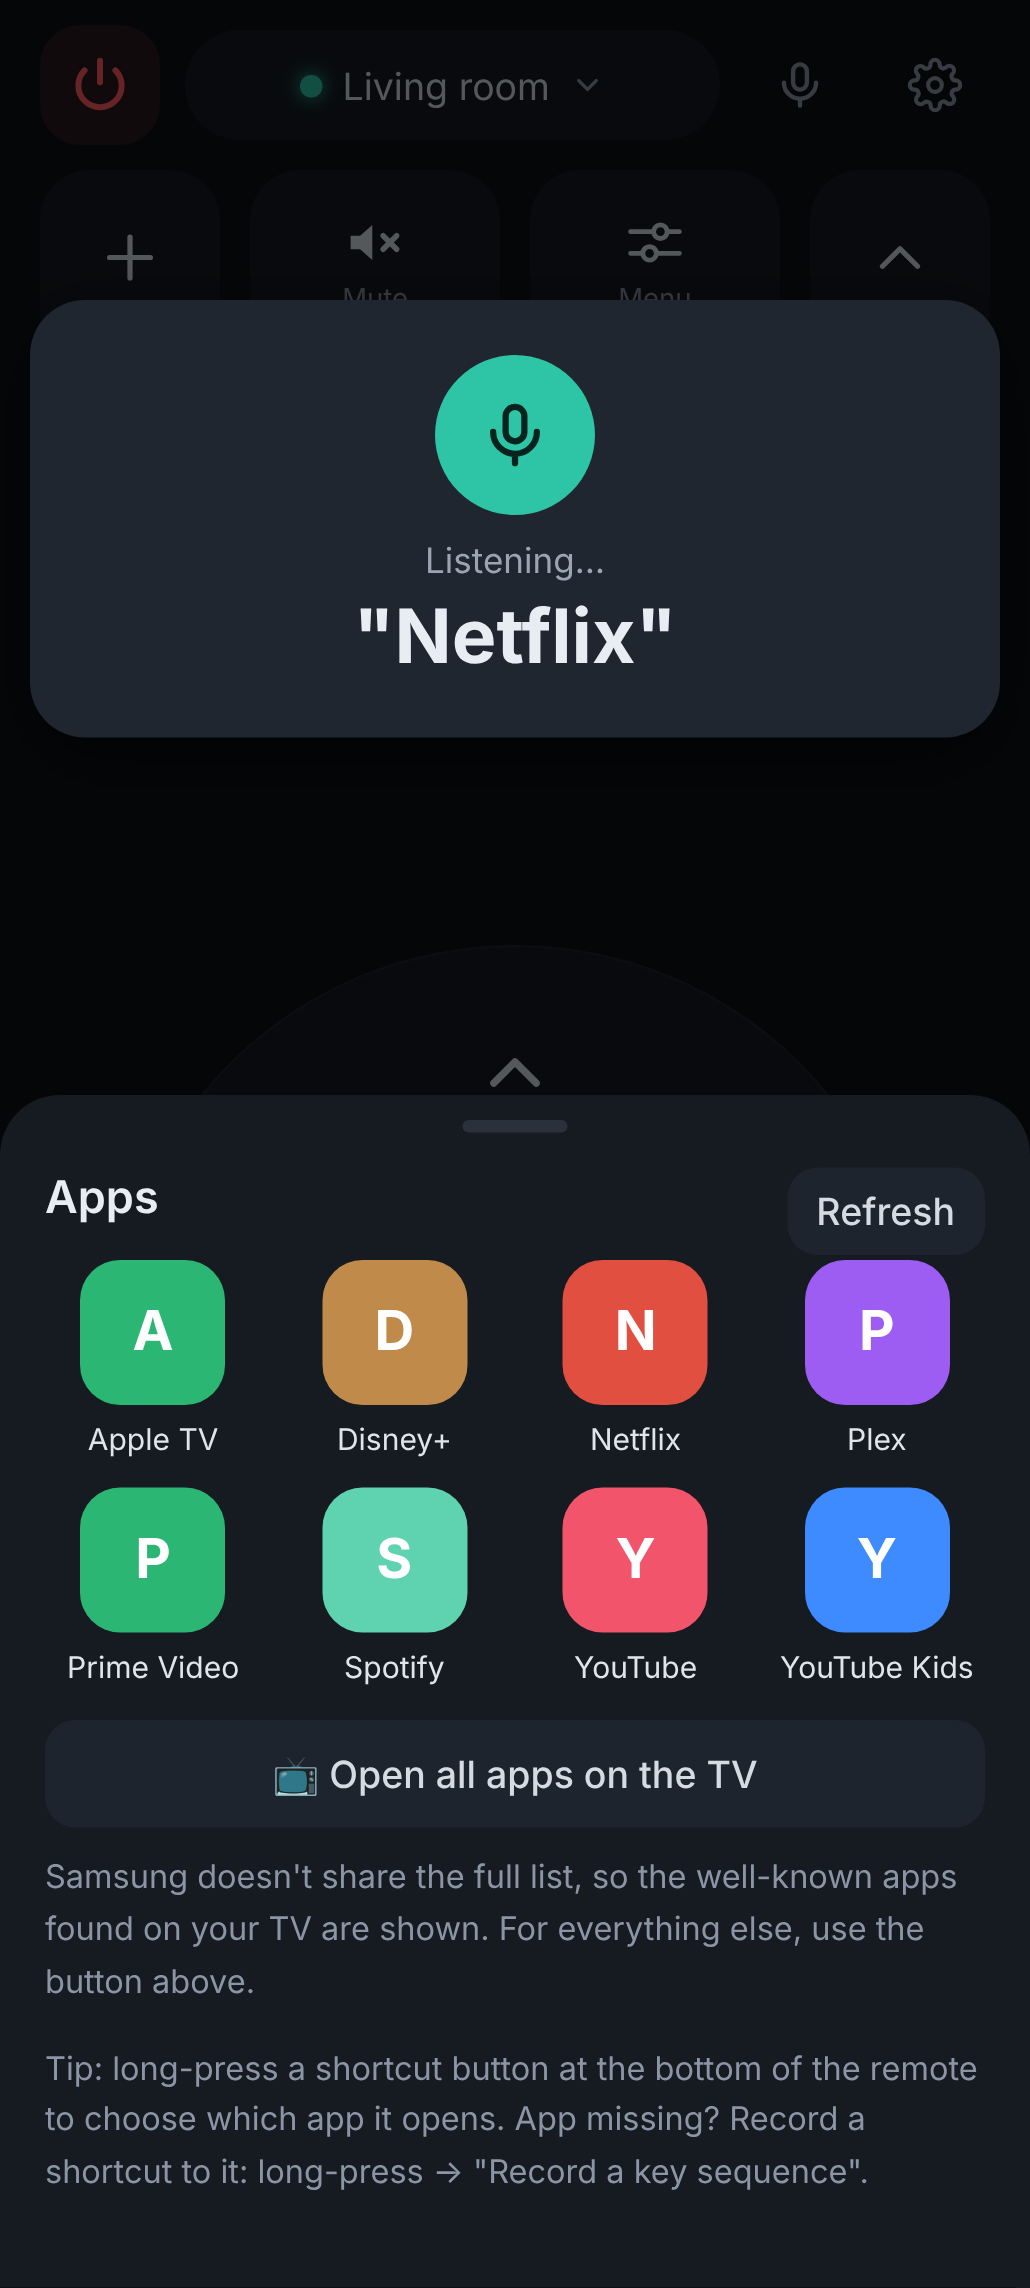 Living room
Mute
Menu
Listening...
"Netflix"
Apps
Refresh
A
D
N
P
Apple TV
Disney+
Netflix
Plex
P
S
Y
Y
Prime Video
Spotify
YouTube
YouTube Kids
Open all apps on the TV
Samsung doesn't share the full list, so the well-known apps
found on your TV are shown. For everything else, use the
button above.
Tip: long-press a shortcut button at the bottom of the remote
to choose which app it opens. App missing? Record a
shortcut to it: long-press → "Record a key sequence".